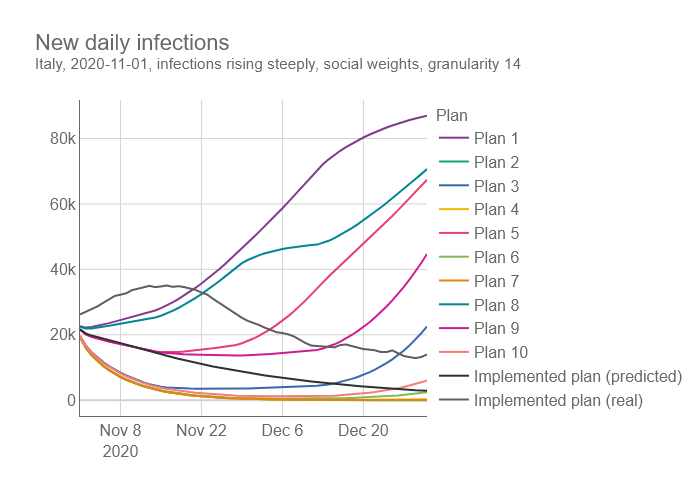 New daily infections
Italy, 2020-11-01, infections rising steeply, social weights, granularity 14
80k
60k
40k
20k
0
Nov 8
2020
Nov 22
Dec 6
Dec 20
Plan
Plan 1
Plan 2
Plan 3
Plan 4
Plan 5
Plan 6
Plan 7
Plan 8
Plan 9
Plan 10
Implemented plan (predicted)
Implemented plan (real)